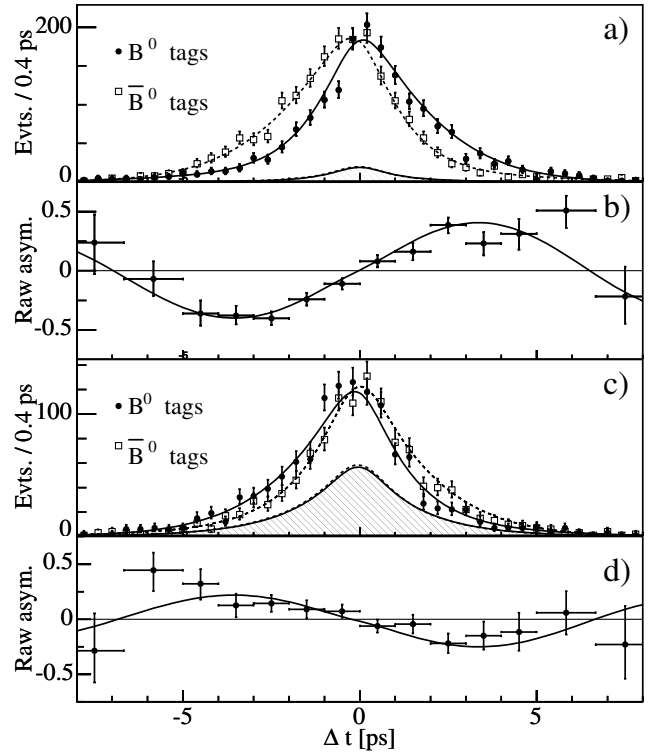 200
Evts. / 0.4 ps
B⁰ tags
B̅⁰ tags
a)
0
0.5
0
-0.5
Raw asym.
b)
Evts. / 0.4 ps
100
B⁰ tags
B̅⁰ tags
c)
0
0.5
0
-0.5
Raw asym.
d)
-5 0 5
Δ t [ps]